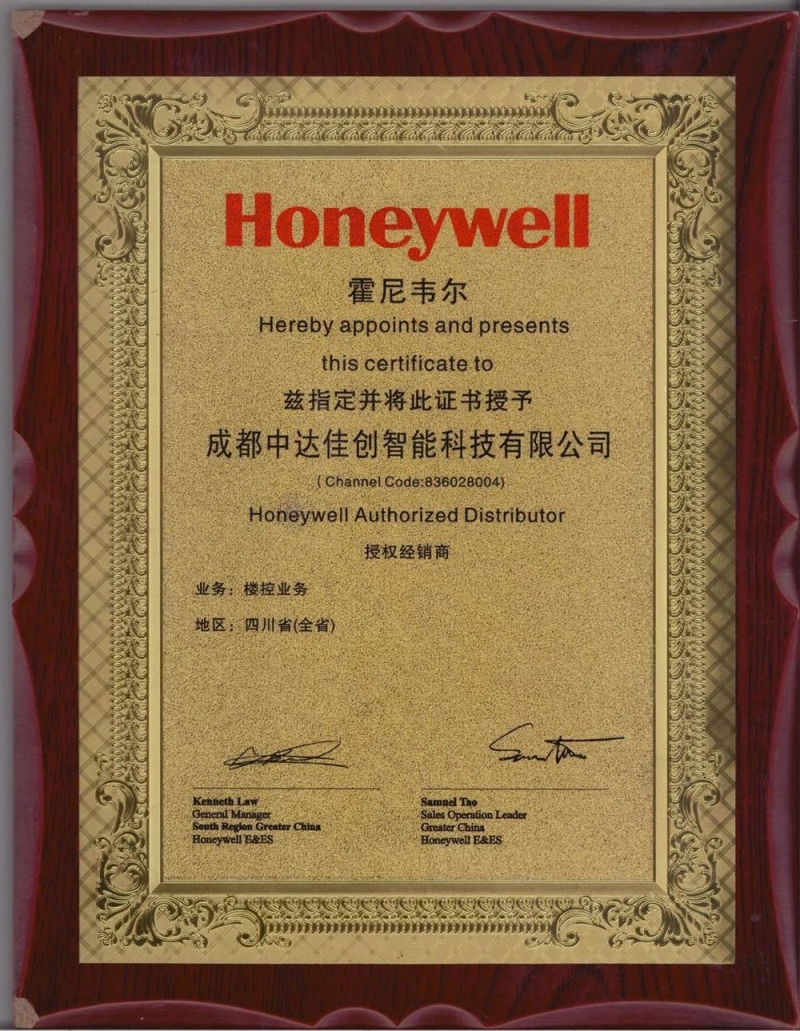 Honeywell
霍尼韦尔
Hereby appoints and presents
this certificate to
兹指定并将此证书授予
成都中达佳创智能科技有限公司
(Channel Code:836028004)
Honeywell Authorized Distributor
授权经销商
业务：楼控业务
地区：四川省(全省)
Kenneth Law
General Manager
South Region Greater China
Honeywell E&ES
Samuel Tao
Sales Operation Leader
Greater China
Honeywell E&ES